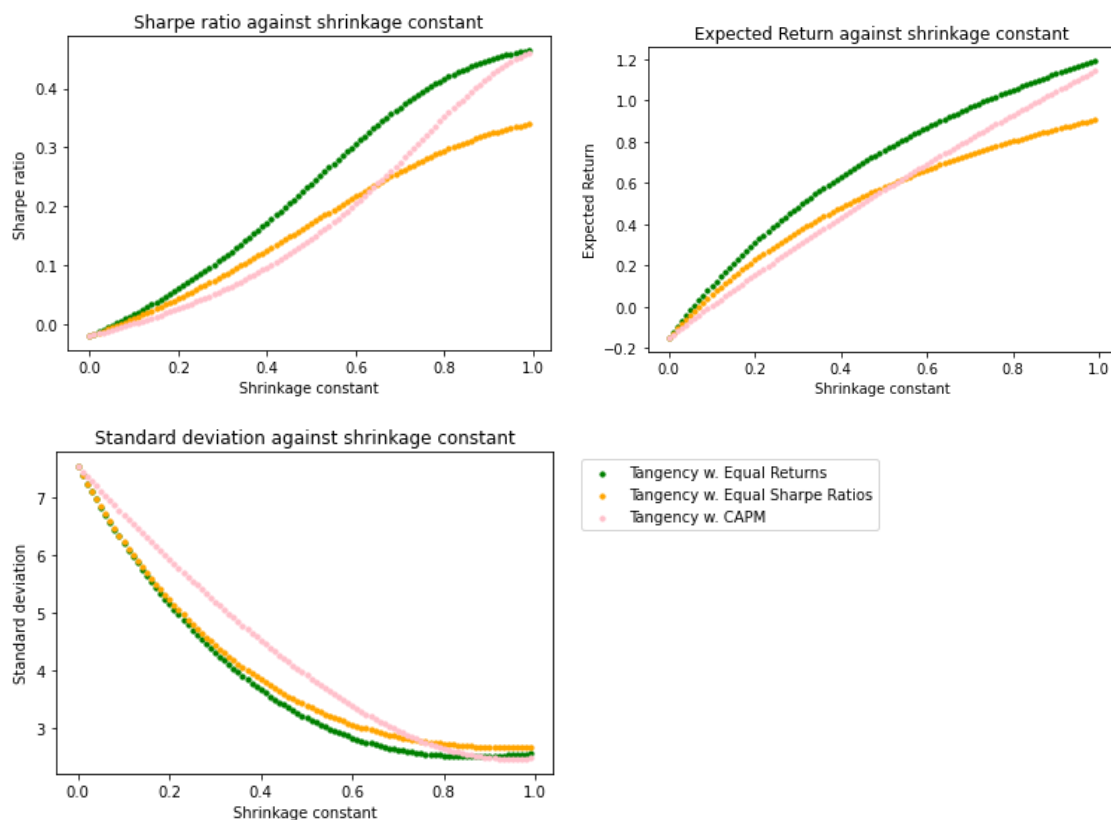 Sharpe ratio against shrinkage constant
Sharpe ratio
0.4
0.3
0.2
0.1
0.0
0.0 0.2 0.4 0.6 0.8 1.0
Shrinkage constant
Expected Return against shrinkage constant
Expected Return
1.2
1.0
0.8
0.6
0.4
0.2
0.0
−0.2
0.0 0.2 0.4 0.6 0.8 1.0
Shrinkage constant
Standard deviation against shrinkage constant
Standard deviation
7
6
5
4
3
0.0 0.2 0.4 0.6 0.8 1.0
Shrinkage constant
Tangency w. Equal Returns
Tangency w. Equal Sharpe Ratios
Tangency w. CAPM